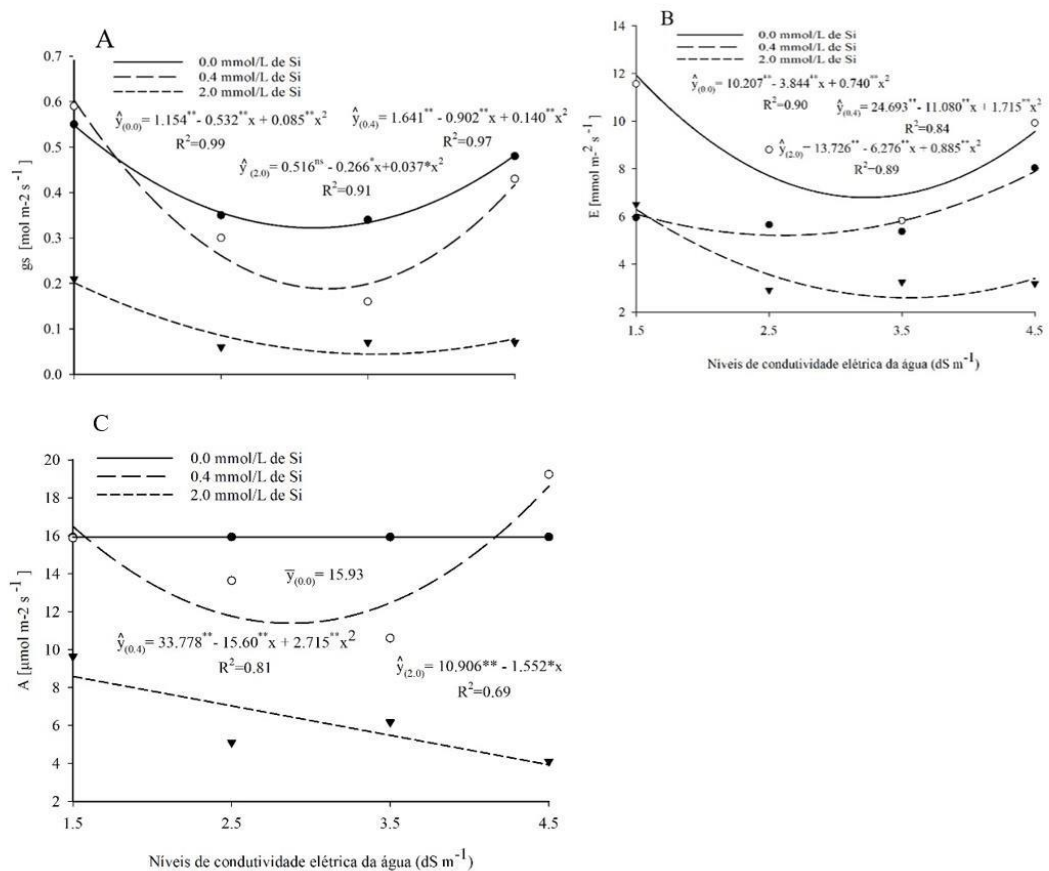 A
0.7
0.6
0.5
0.4
0.3
0.2
0.1
0.0
gs [mol m-2 s⁻¹]
0.0 mmol/L de Si
0.4 mmol/L de Si
2.0 mmol/L de Si
ŷ(0.0)= 1.154**- 0.532**x + 0.085**x²
R²=0.99
ŷ(0.4)= 1.641** - 0.902**x + 0.140**x²
R²=0.97
ŷ(2.0)= 0.516ns - 0.266*x+0.037*x²
R²=0.91
B
14
12
10
8
6
4
2
E [mmol m-² s⁻¹]
0.0 mmol/L de Si
0.4 mmol/L de Si
2.0 mmol/L de Si
ŷ(0.0)= 10.207**- 3.844**x + 0.740**x²
R²=0.90
ŷ(0.4)= 24.693**- 11.080**x + 1.715**x²
R²=0.84
ŷ(2.0)= 13.726** - 6.276**x + 0.885**x²
R²=0.89
1.5 2.5 3.5 4.5
Níveis de condutividade elétrica da água (dS m⁻¹)
C
20
18
16
14
12
10
8
6
4
2
A [µmol m-2 s⁻¹]
0.0 mmol/L de Si
0.4 mmol/L de Si
2.0 mmol/L de Si
y̅(0.0)= 15.93
ŷ(0.4)= 33.778**- 15.60**x + 2.715**x²
R²=0.81
ŷ(2.0)= 10.906** - 1.552*x
R²=0.69
1.5 2.5 3.5 4.5
Níveis de condutividade elétrica da água (dS m⁻¹)